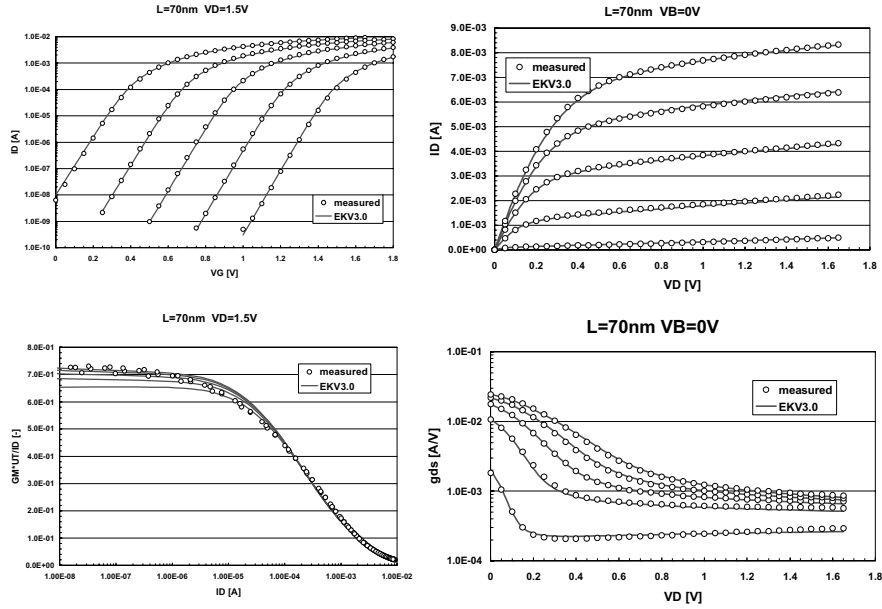 L=70nm VD=1.5V
1.0E-02
1.0E-03
1.0E-04
1.0E-05
1.0E-06
1.0E-07
1.0E-08
1.0E-09
1.0E-10
ID [A]
measured
EKV3.0
0 0.2 0.4 0.6 0.8 1 1.2 1.4 1.6 1.8
VG [V]
L=70nm VB=0V
9.0E-03
8.0E-03
7.0E-03
6.0E-03
5.0E-03
4.0E-03
3.0E-03
2.0E-03
1.0E-03
0.0E+00
ID [A]
measured
EKV3.0
0 0.2 0.4 0.6 0.8 1 1.2 1.4 1.6 1.8
VD [V]
L=70nm VD=1.5V
8.0E-01
7.0E-01
6.0E-01
5.0E-01
4.0E-01
3.0E-01
2.0E-01
1.0E-01
0.0E+00
GM*UT/ID [-]
measured
EKV3.0
1.00E-08 1.00E-07 1.00E-06 1.00E-05 1.00E-04 1.00E-03 1.00E-02
ID [A]
L=70nm VB=0V
1.0E-01
1.0E-02
1.0E-03
1.0E-04
gds [A/V]
measured
EKV3.0
0 0.2 0.4 0.6 0.8 1 1.2 1.4 1.6 1.8
VD [V]